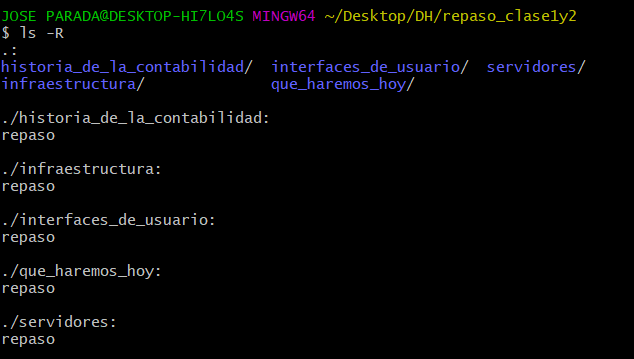 JOSE PARADA@DESKTOP-HI7LO4S MINGW64 ~/Desktop/DH/repaso_clase1y2
$ ls -R
.:
historia_de_la_contabilidad/  interfaces_de_usuario/  servidores/
infraestructura/              que_haremos_hoy/

./historia_de_la_contabilidad:
repaso

./infraestructura:
repaso

./interfaces_de_usuario:
repaso

./que_haremos_hoy:
repaso

./servidores:
repaso